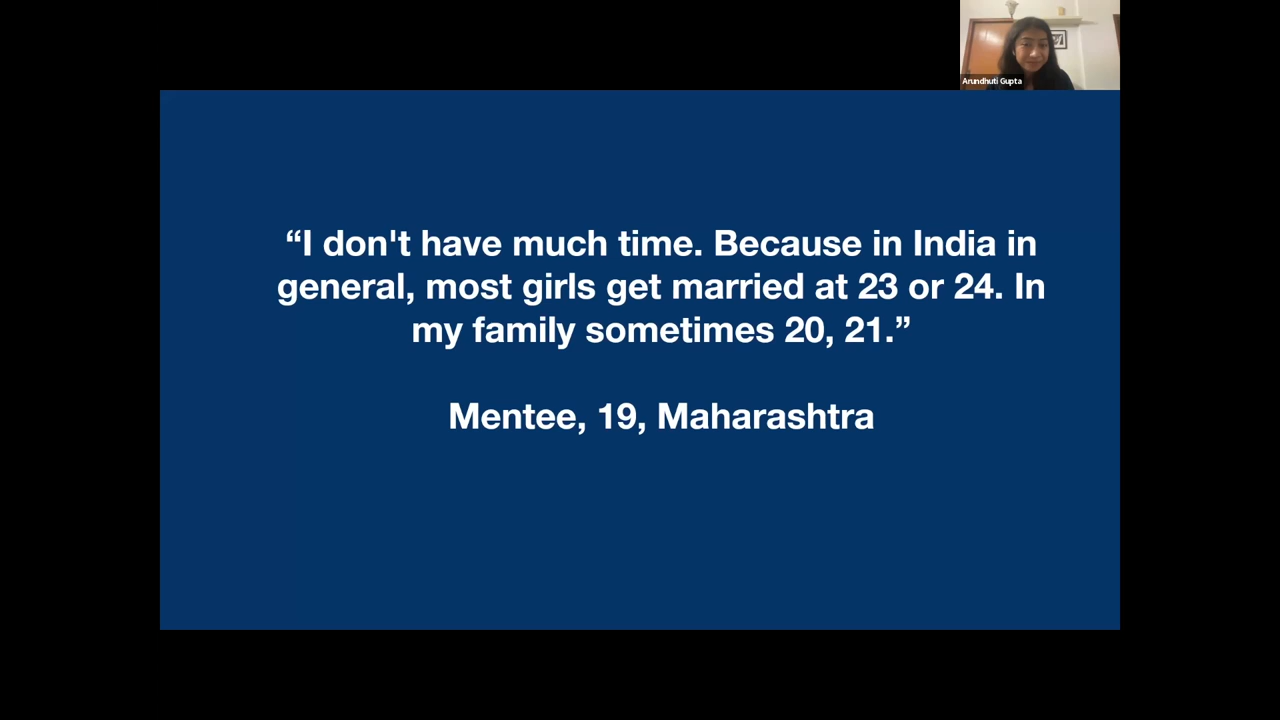 Arundhuti Gupta
“I don't have much time. Because in India in
general, most girls get married at 23 or 24. In
my family sometimes 20, 21.”
Mentee, 19, Maharashtra